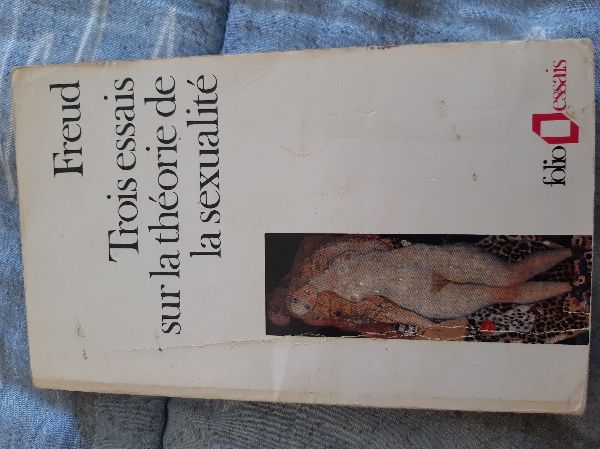 Freud
Trois essais
sur la théorie de
la sexualité
folio
essais